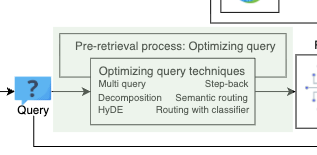 Pre-retrieval process: Optimizing query
Optimizing query techniques
Multi query Step-back
Decomposition Semantic routing
HyDE Routing with classifier
?
Query